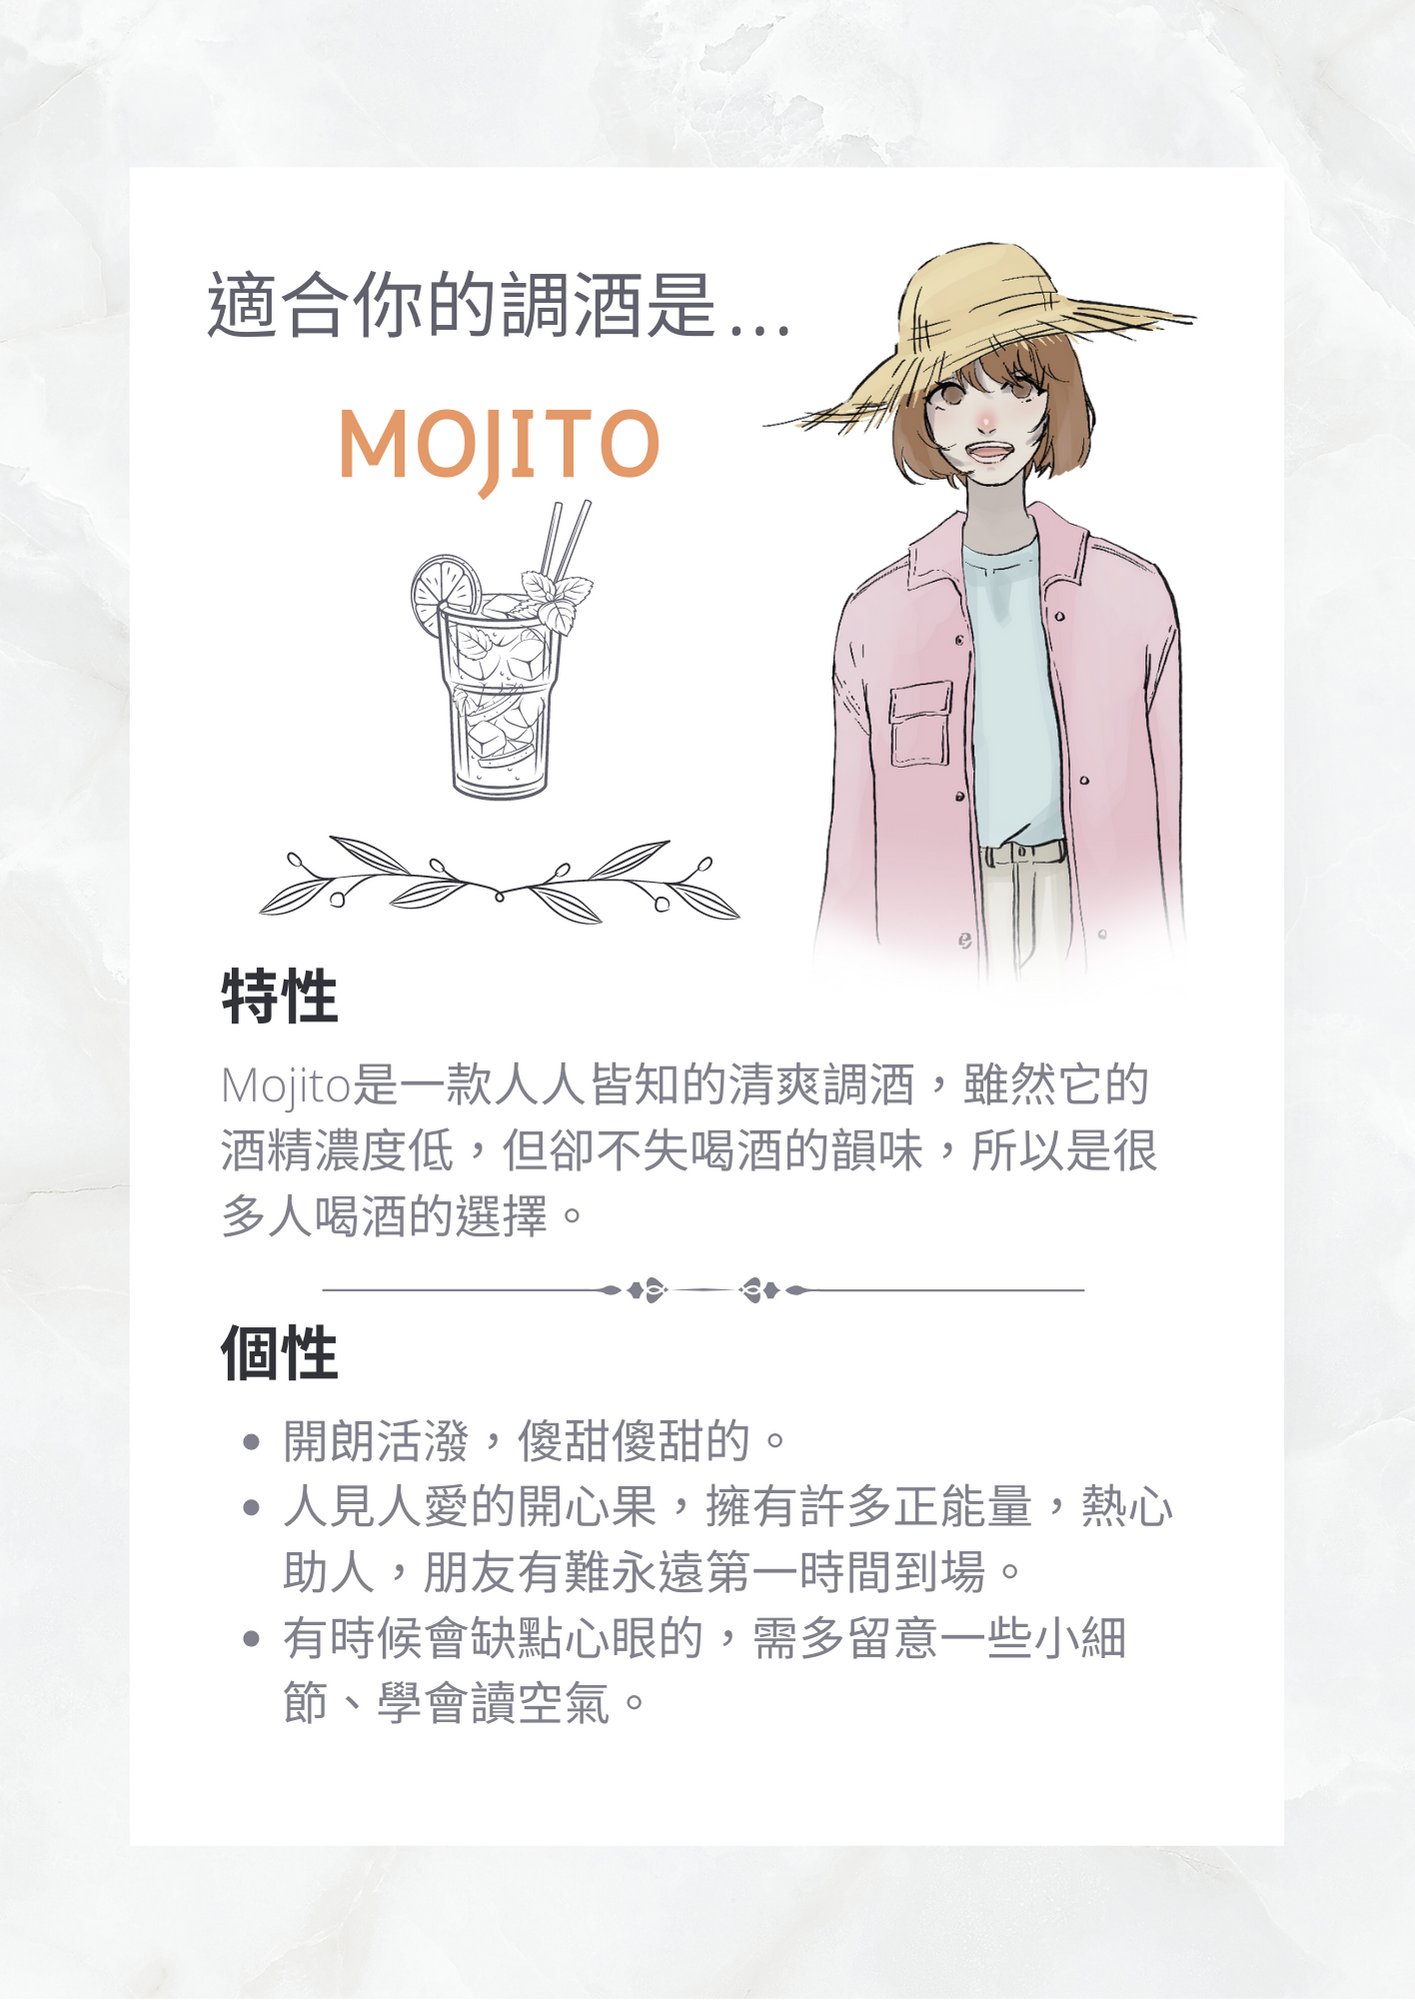 適合你的調酒是...
MOJITO
特性
Mojito是一款人人皆知的清爽調酒，雖然它的
酒精濃度低，但卻不失喝酒的韻味，所以是很
多人喝酒的選擇。
個性
• 開朗活潑，傻甜傻甜的。
• 人見人愛的開心果，擁有許多正能量，熱心
助人，朋友有難永遠第一時間到場。
• 有時候會缺點心眼的，需多留意一些小細
節、學會讀空氣。